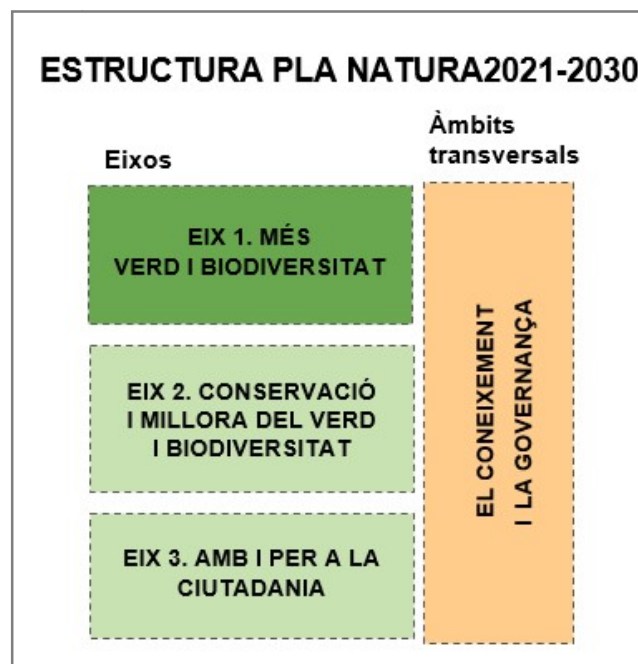 ESTRUCTURA PLA NATURA2021-2030
Eixos
Àmbits
transversals
EIX 1. MÉS
VERD I BIODIVERSITAT
EIX 2. CONSERVACIÓ
I MILLORA DEL VERD
I BIODIVERSITAT
EIX 3. AMB I PER A LA
CIUTADANIA
EL CONEIXEMENT
I LA GOVERNANÇA